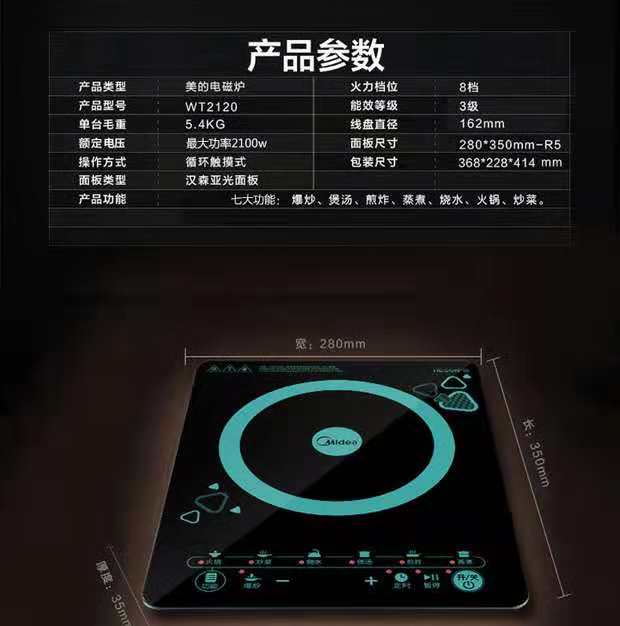 产品参数
产品类型 美的电磁炉 火力档位 8档
产品型号 WT2120 能效等级 3级
单台毛重 5.4KG 线盘直径 162mm
额定电压 最大功率2100w 面板尺寸 280*350mm-R5
操作方式 循环触摸式 包装尺寸 368*228*414 mm
面板类型 汉森亚光面板
产品功能 七大功能： 爆炒、煲汤、煎炸、蒸煮、烧水、火锅、炒菜。
宽：280mm
长：350mm
Midea
火锅 炒菜 烧水 煲汤 煎炸 蒸煮
功能 爆炒 － ＋ 定时 暂停 开/关
厚度：35mm